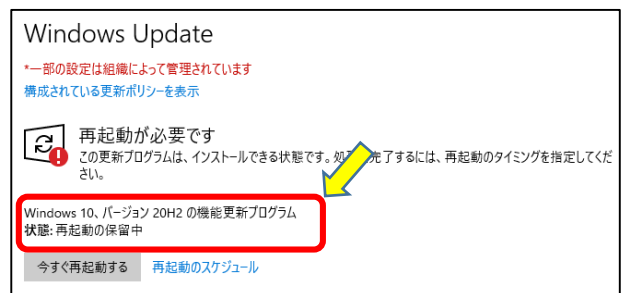 Windows Update
*一部の設定は組織によって管理されています
構成されている更新ポリシーを表示
再起動が必要です
この更新プログラムは、インストールできる状態です。処 完了するには、再起動のタイミングを指定してくだ
さい。
Windows 10、バージョン 20H2 の機能更新プログラム
状態: 再起動の保留中
今すぐ再起動する
再起動のスケジュール